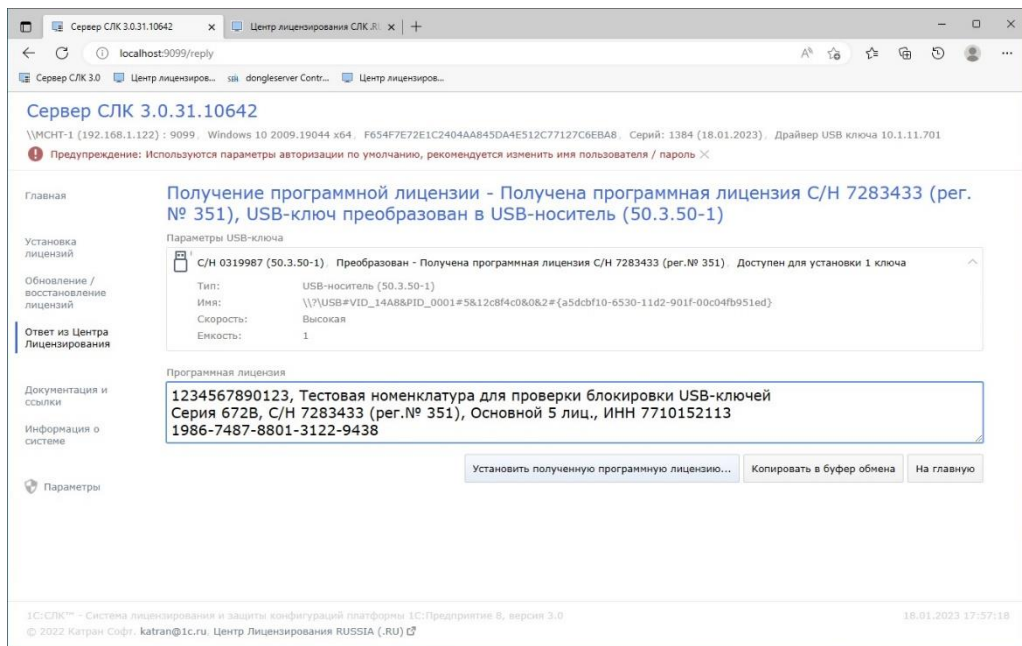 Сервер СЛК 3.0.31.10642
Центр лицензирования СЛК .RU
localhost:9099/reply
Сервер СЛК 3.0
Центр лицензиров...
dongleserver Contr...
Центр лицензиров...
Сервер СЛК 3.0.31.10642
\\MCHT-1 (192.168.1.122) : 9099, Windows 10 2009.19044 x64, F654F7E72E1C2404AA845DA4E512C77127C6EBA8, Серий: 1384 (18.01.2023), Драйвер USB ключа 10.1.11.701
Предупреждение: Используются параметры авторизации по умолчанию, рекомендуется изменить имя пользователя / пароль
Главная
Установка
лицензий
Обновление /
восстановление
лицензий
Ответ из Центра
Лицензирования
Документация и
ссылки
Информация о
системе
Параметры
Получение программной лицензии - Получена программная лицензия С/Н 7283433 (рег.
№ 351), USB-ключ преобразован в USB-носитель (50.3.50-1)
Параметры USB-ключа
С/Н 0319987 (50.3.50-1), Преобразован - Получена программная лицензия С/Н 7283433 (рег.№ 351), Доступен для установки 1 ключа
Тип: USB-носитель (50.3.50-1)
Имя: \\?\USB#VID_14A8&PID_0001#5&12c8f4c0&0&2#{a5dcbf10-6530-11d2-901f-00c04fb951ed}
Скорость: Высокая
Емкость: 1
Программная лицензия
1234567890123, Тестовая номенклатура для проверки блокировки USB-ключей
Серия 672B, С/Н 7283433 (рег.№ 351), Основной 5 лиц., ИНН 7710152113
1986-7487-8801-3122-9438
Установить полученную программную лицензию...
Копировать в буфер обмена
На главную
1С:СЛК™ - Система лицензирования и защиты конфигураций платформы 1С:Предприятие 8, версия 3.0
18.01.2023 17:57:18
© 2022 Катран Софт, katran@1c.ru, Центр Лицензирования RUSSIA (.RU)